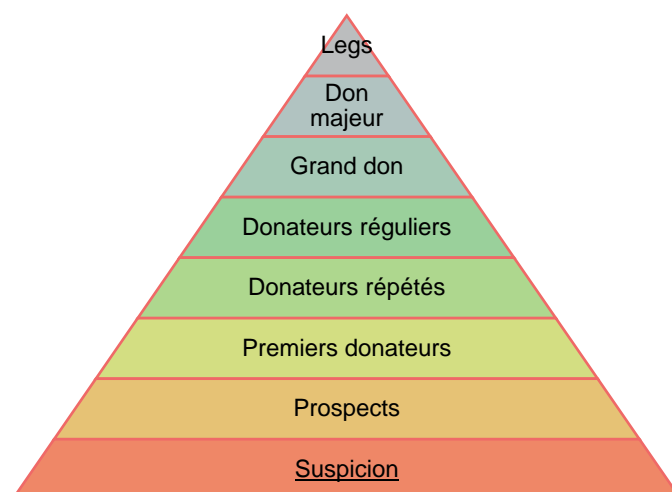 Legs
Don
majeur
Grand don
Donateurs réguliers
Donateurs répétés
Premiers donateurs
Prospects
Suspicion